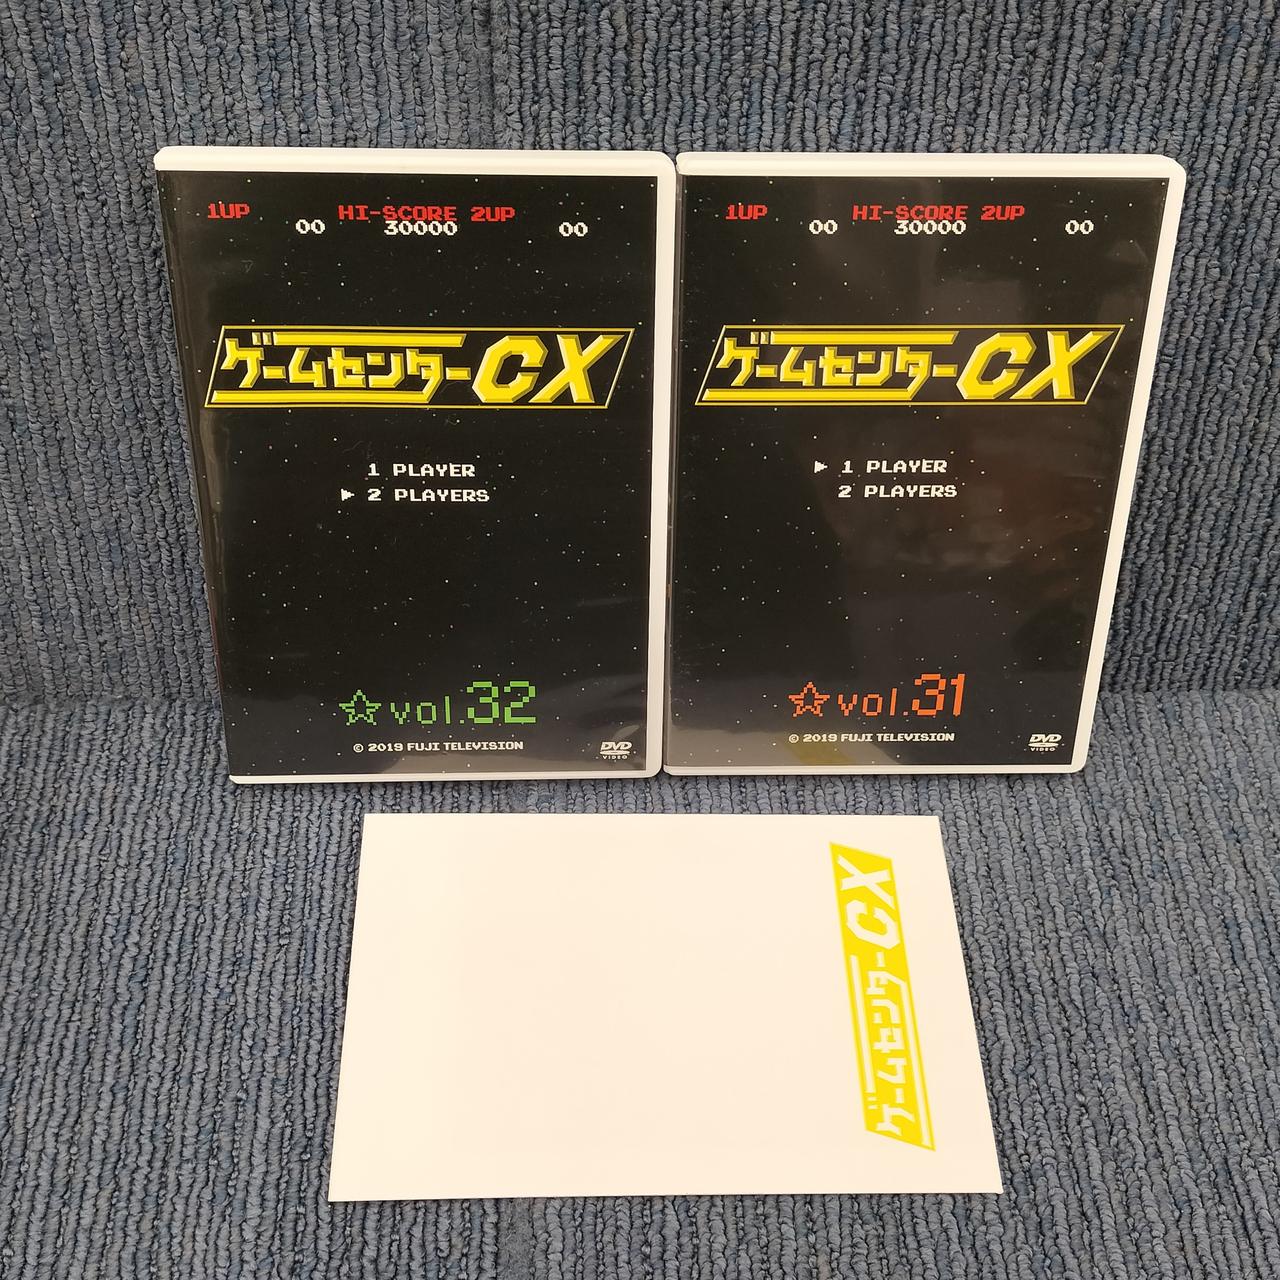 1UP HI-SCORE 2UP
00 30000 00
ゲームセンターCX
1 PLAYER
▶ 2 PLAYERS
☆vol.32
© 2019 FUJI TELEVISION
DVD
VIDEO
1UP HI-SCORE 2UP
00 30000 00
ゲームセンターCX
▶ 1 PLAYER
2 PLAYERS
☆vol.31
© 2019 FUJI TELEVISION
DVD
VIDEO
ゲームセンターCX